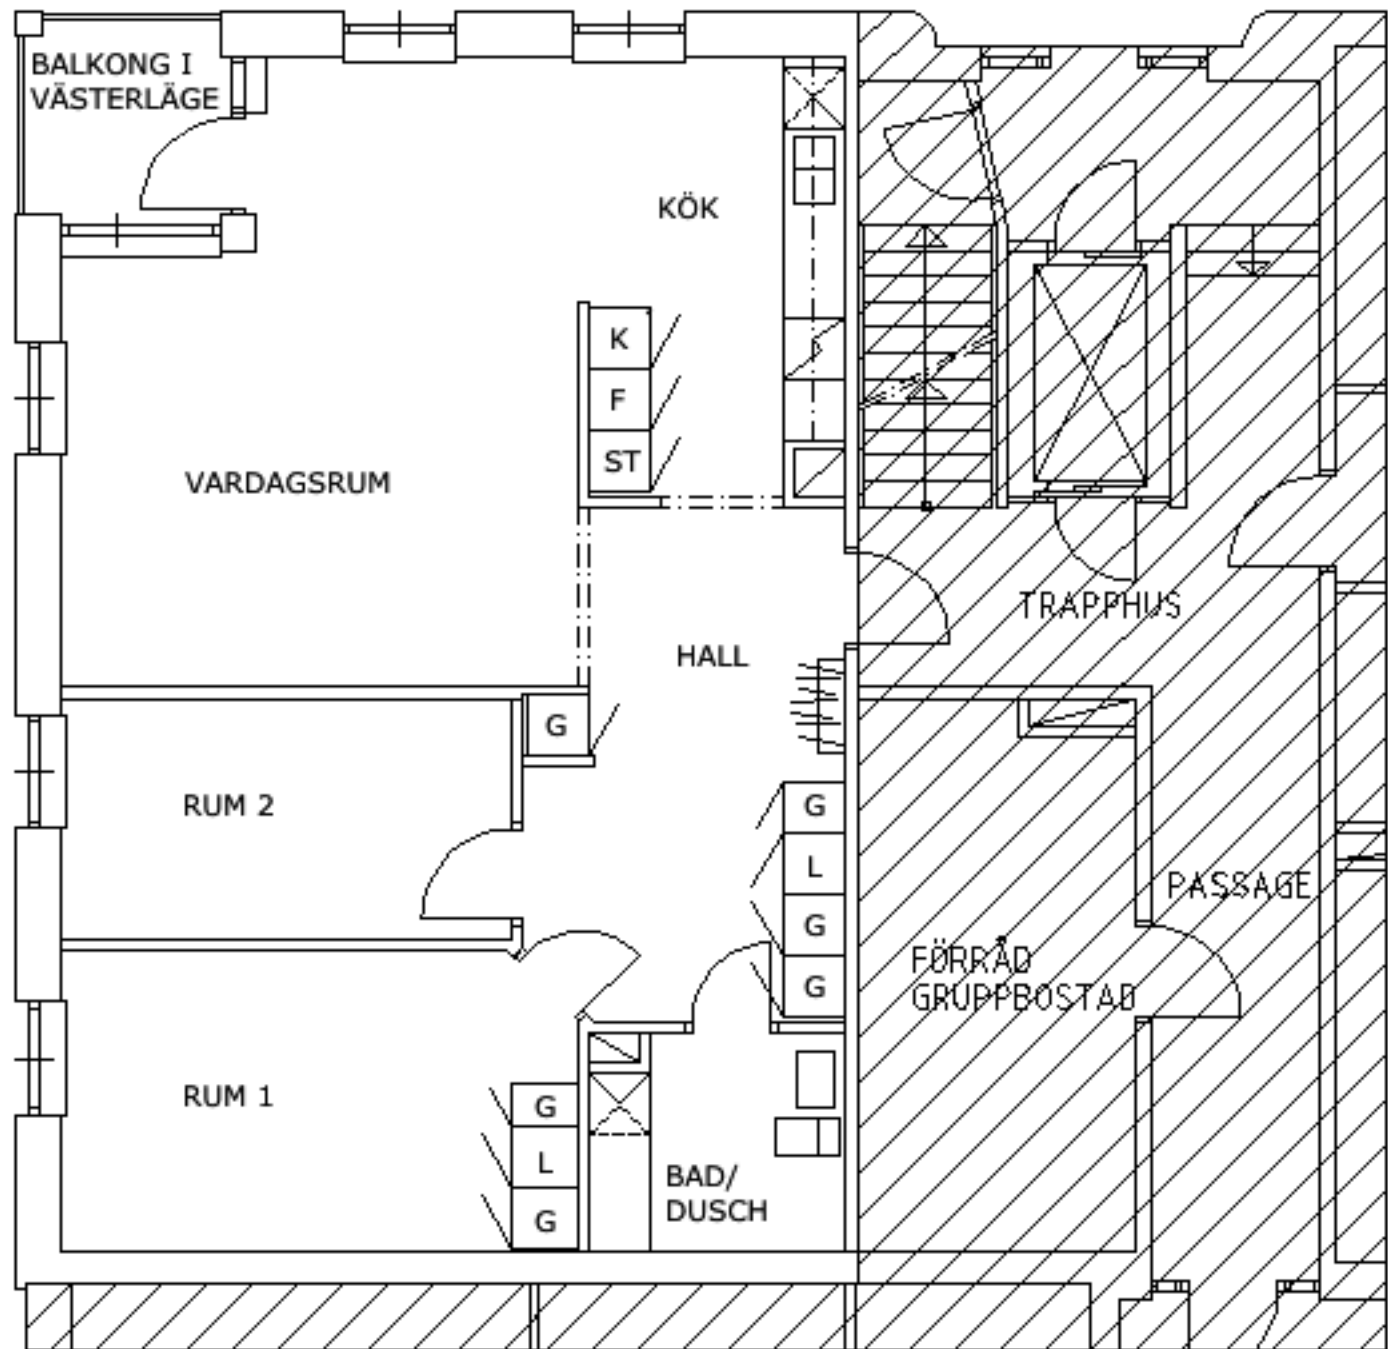 BALKONG I
VÄSTERLÄGE
KÖK
K
F
ST
VARDAGSRUM
TRAPPHUS
HALL
G
RUM 2
G
L
G
G
PASSAGE
FÖRRÅD
GRUPPBOSTAD
RUM 1
G
L
G
BAD/
DUSCH